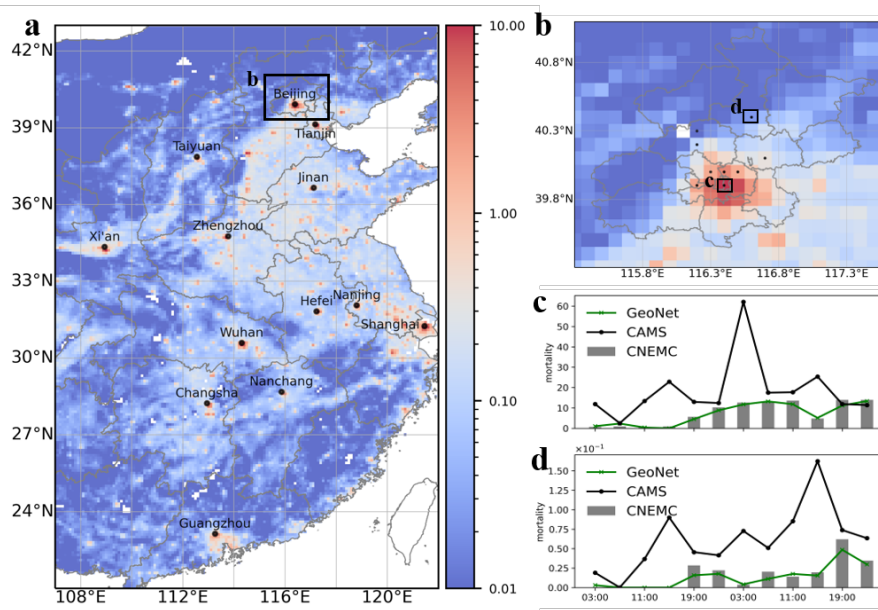 a
42°N
39°N
36°N
33°N
30°N
27°N
24°N
108°E
112°E
116°E
120°E
b
Beijing
Tianjin
Taiyuan
Jinan
Zhengzhou
Xi'an
Hefei
Nanjing
Shanghai
Wuhan
Nanchang
Changsha
Guangzhou
10.00
1.00
0.10
0.01
b
40.8°N
40.3°N
39.8°N
d
c
115.8°E
116.3°E
116.8°E
117.3°E
c
60
50
40
30
20
10
0
mortality
GeoNet
CAMS
CNEMC
d
×10⁻¹
1.50
1.25
1.00
0.75
0.50
0.25
0.00
mortality
GeoNet
CAMS
CNEMC
03:00
11:00
19:00
03:00
11:00
19:00